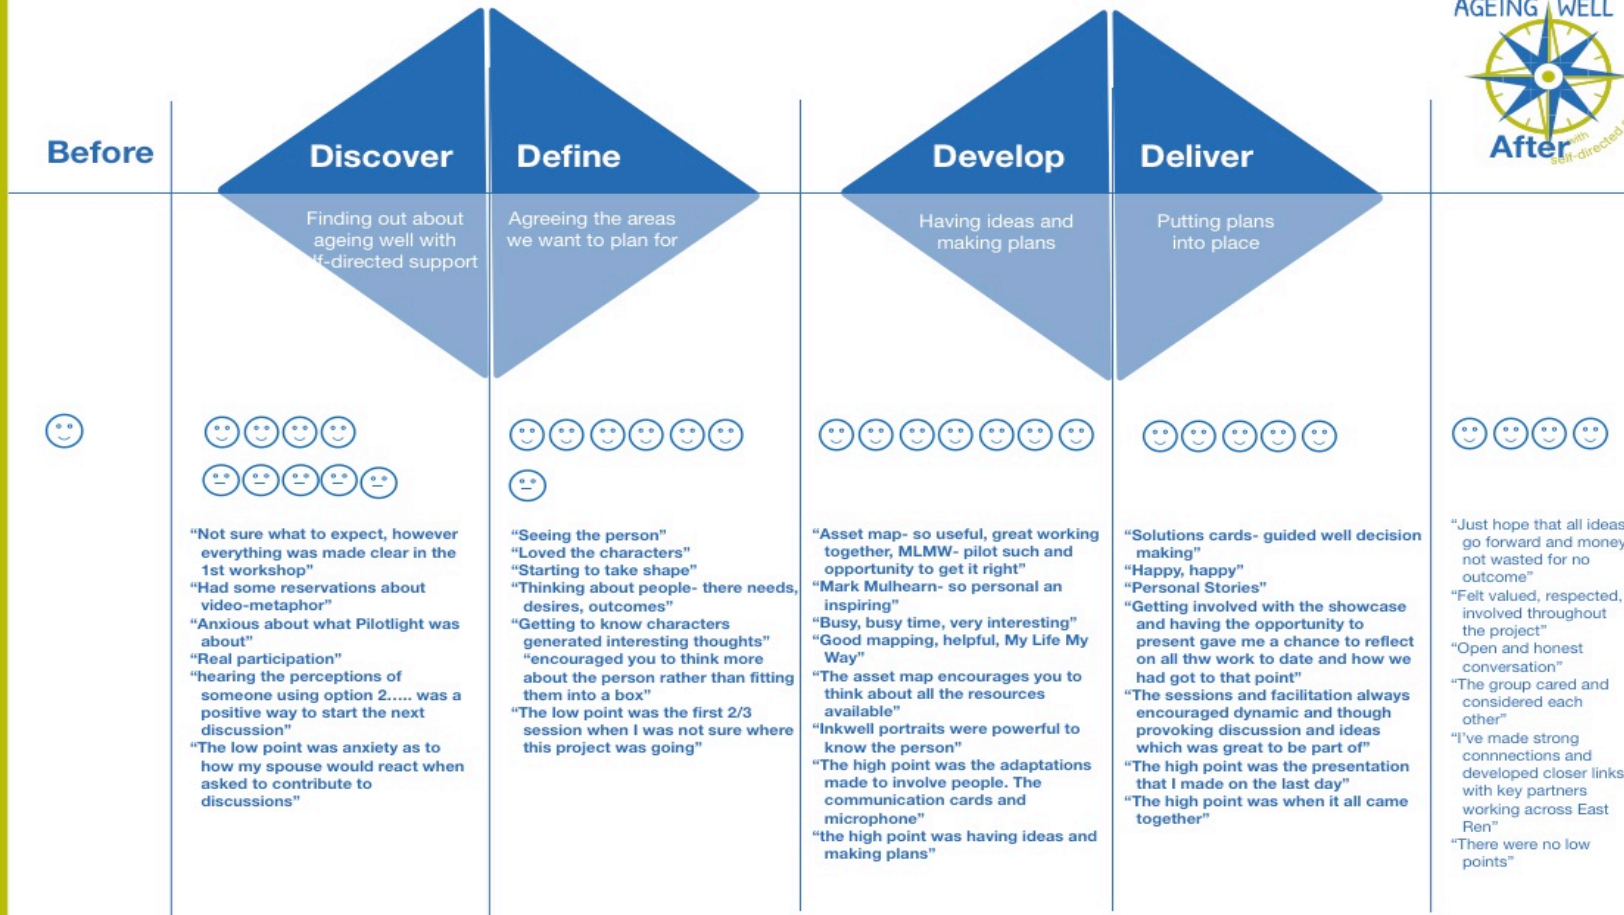 AGEING WELL
with
self-directed
Before
Discover
Define
Develop
Deliver
After
Finding out about
ageing well with
lf-directed support
Agreeing the areas
we want to plan for
Having ideas and
making plans
Putting plans
into place
“Not sure what to expect, however
everything was made clear in the
1st workshop”
“Had some reservations about
video-metaphor”
“Anxious about what Pilotlight was
about”
“Real participation”
“hearing the perceptions of
someone using option 2..... was a
positive way to start the next
discussion”
“The low point was anxiety as to
how my spouse would react when
asked to contribute to
discussions”
“Seeing the person”
“Loved the characters”
“Starting to take shape”
“Thinking about people- there needs,
desires, outcomes”
“Getting to know characters
generated interesting thoughts”
“encouraged you to think more
about the person rather than fitting
them into a box”
“The low point was the first 2/3
session when I was not sure where
this project was going”
“Asset map- so useful, great working
together, MLMW- pilot such and
opportunity to get it right”
“Mark Mulhearn- so personal an
inspiring”
“Busy, busy time, very interesting”
“Good mapping, helpful, My Life My
Way”
“The asset map encourages you to
think about all the resources
available”
“Inkwell portraits were powerful to
know the person”
“The high point was the adaptations
made to involve people. The
communication cards and
microphone”
“the high point was having ideas and
making plans”
“Solutions cards- guided well decision
making”
“Happy, happy”
“Personal Stories”
“Getting involved with the showcase
and having the opportunity to
present gave me a chance to reflect
on all thw work to date and how we
had got to that point”
“The sessions and facilitation always
encouraged dynamic and though
provoking discussion and ideas
which was great to be part of”
“The high point was the presentation
that I made on the last day”
“The high point was when it all came
together”
“Just hope that all ideas
go forward and money
not wasted for no
outcome”
“Felt valued, respected,
involved throughout
the project”
“Open and honest
conversation”
“The group cared and
considered each
other”
“I’ve made strong
connnections and
developed closer links
with key partners
working across East
Ren”
“There were no low
points”